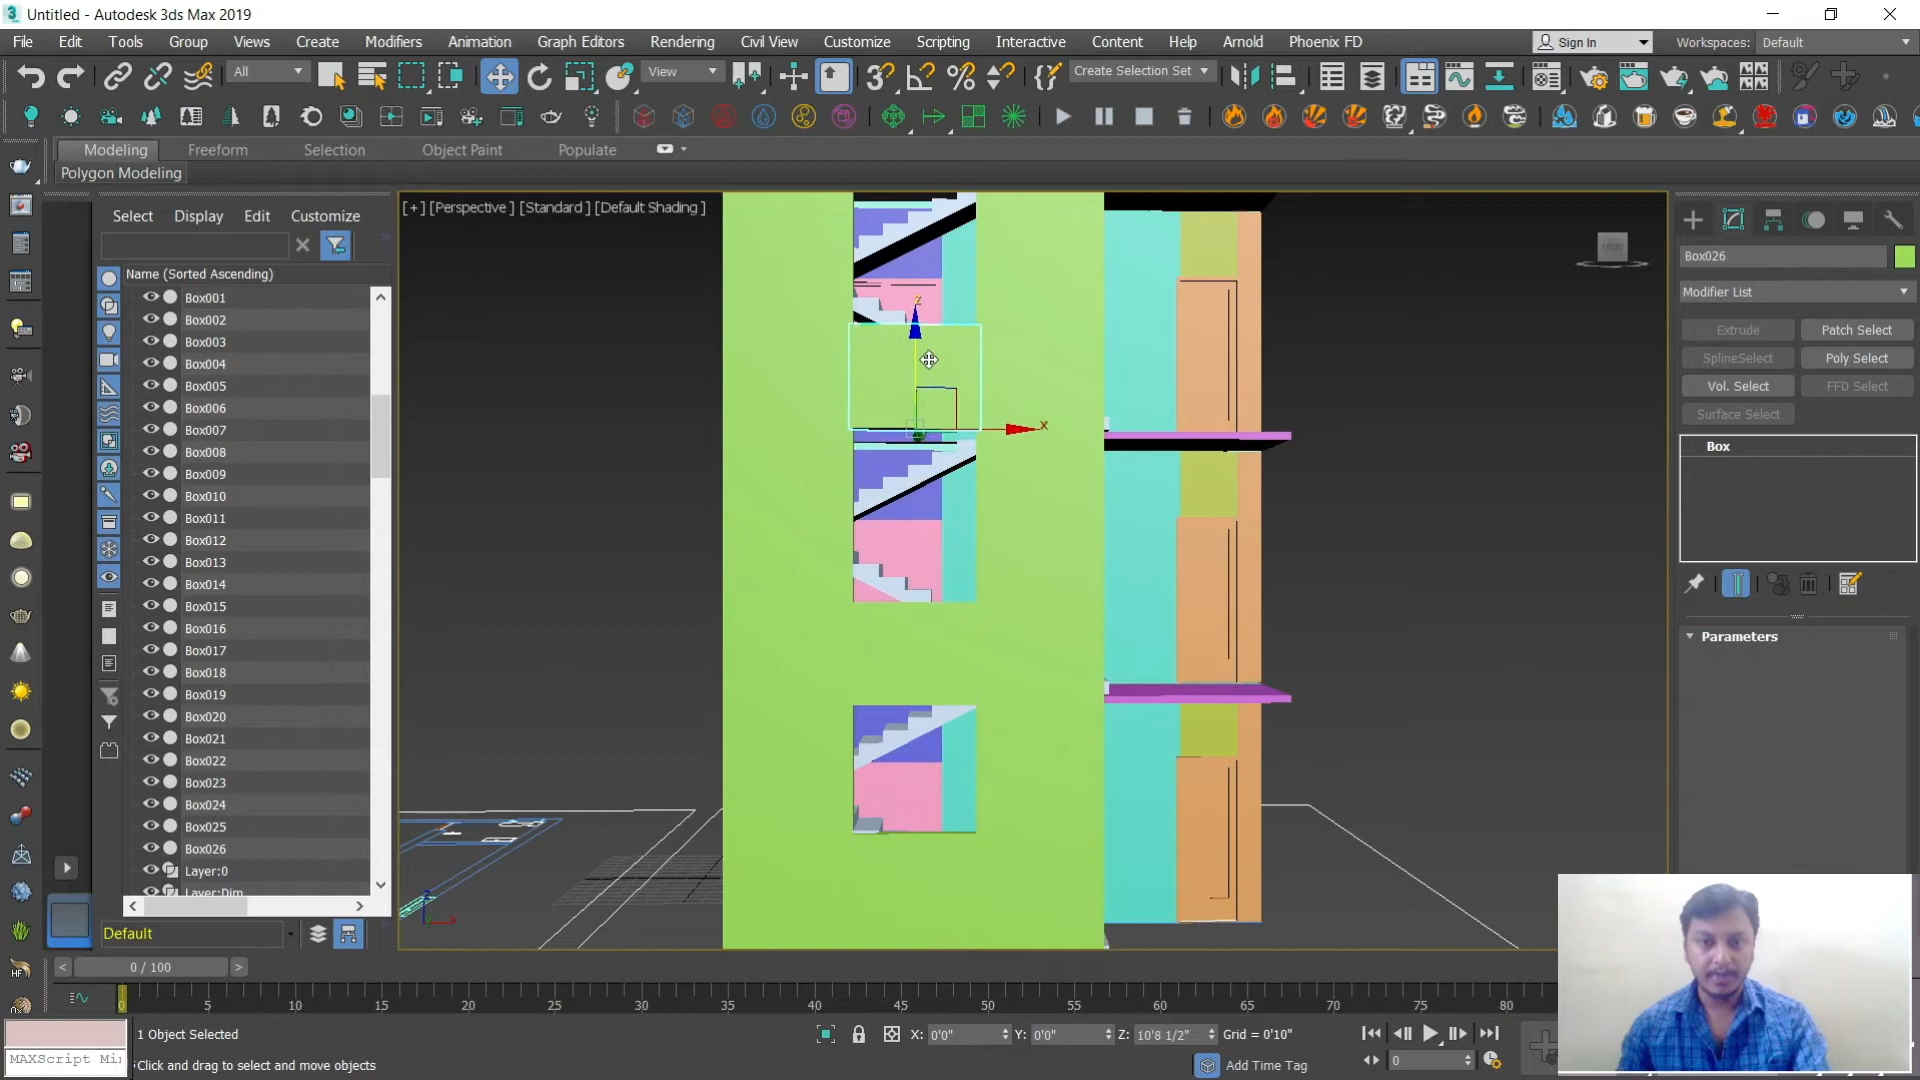 Untitled - Autodesk 3ds Max 2019
File Edit Tools Group Views Create Modifiers Animation Graph Editors Rendering Civil View Customize Scripting Interactive Content Help Arnold Phoenix FD Sign In Workspaces: Default
All View Create Selection Set
Modeling Freeform Selection Object Paint Populate
Polygon Modeling
Select Display Edit Customize
[+] [Perspective ] [Standard ] [Default Shading ]
Name (Sorted Ascending)
Box001
Box002
Box003
Box004
Box005
Box006
Box007
Box008
Box009
Box010
Box011
Box012
Box013
Box014
Box015
Box016
Box017
Box018
Box019
Box020
Box021
Box022
Box023
Box024
Box025
Box026
Layer:0
Layer:Dim
Default
z
x
Box026
Modifier List
Extrude Patch Select
SplineSelect Poly Select
Vol. Select FFD Select
Surface Select
Box
Parameters
< 0 / 100 >
0 5 10 15 20 25 30 35 40 45 50 55 60 65 70 75 80
1 Object Selected X: 0'0" Y: 0'0" Z: 10'8 1/2" Grid = 0'10"
MAXScript Mi
Click and drag to select and move objects Add Time Tag 0